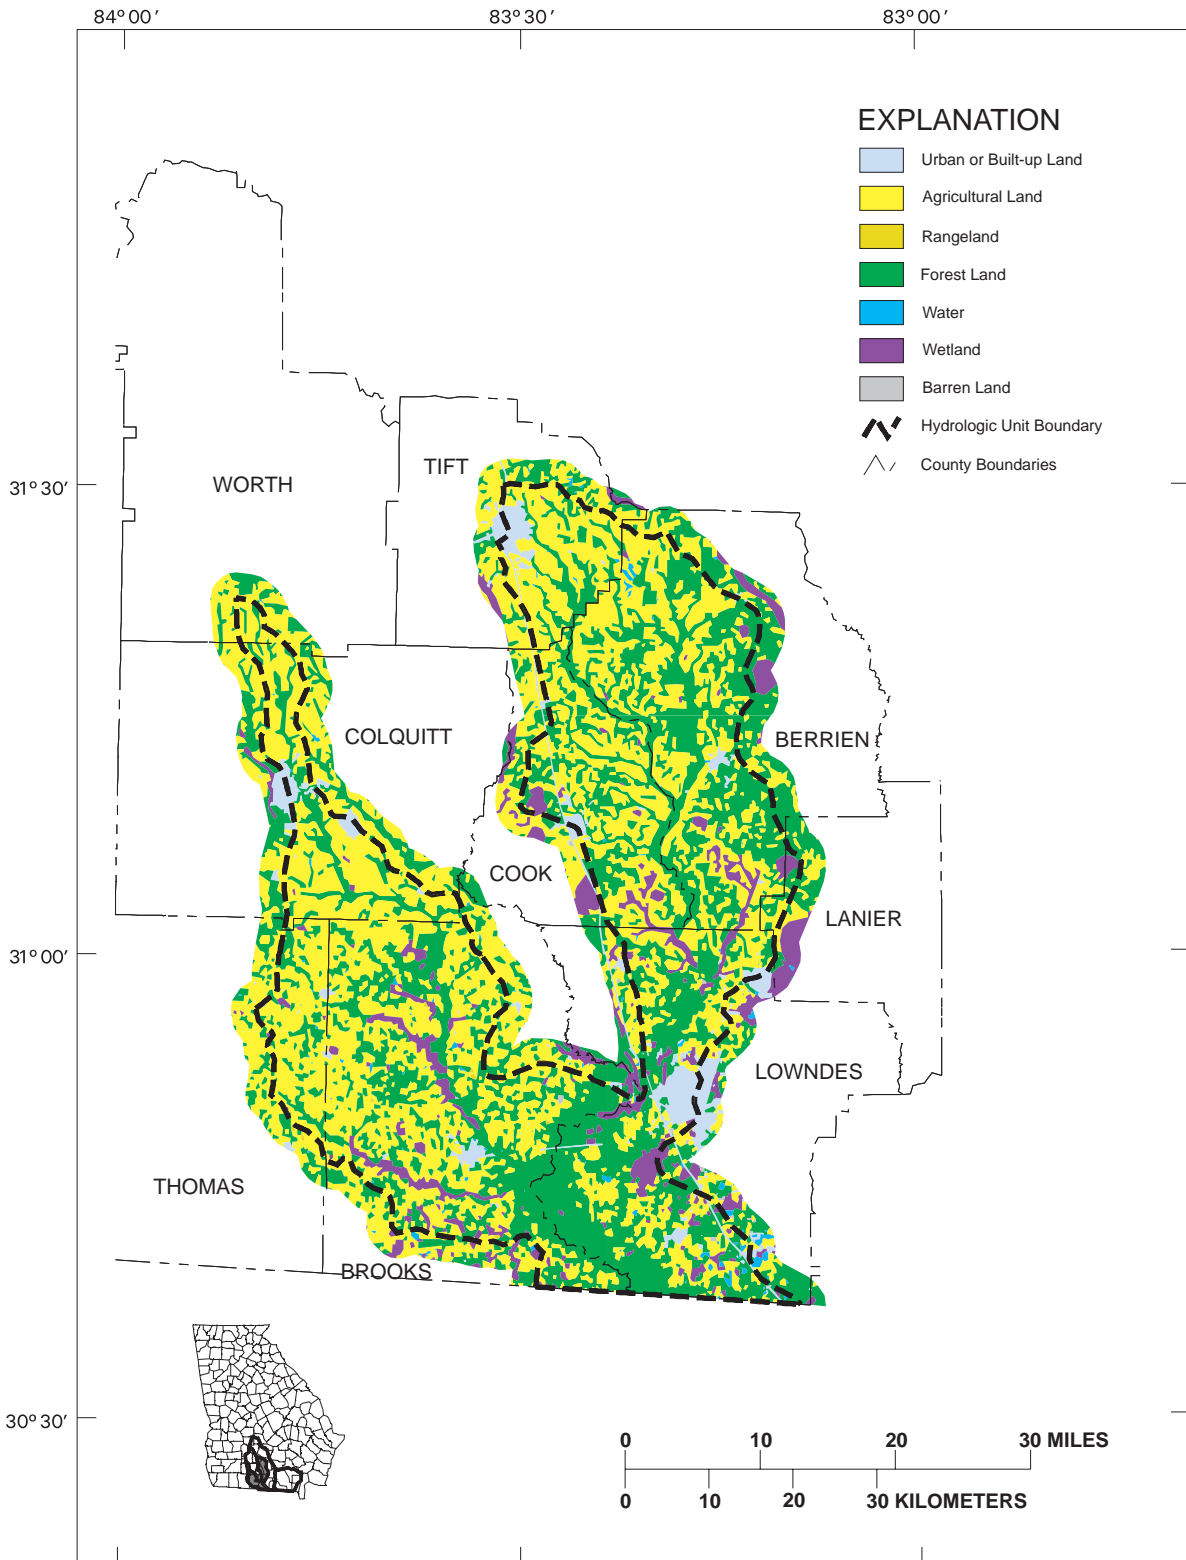 84°00′ 83°30′ 83°00′
EXPLANATION
Urban or Built-up Land
Agricultural Land
Rangeland
Forest Land
Water
Wetland
Barren Land
Hydrologic Unit Boundary
County Boundaries
TIFT
WORTH
31°30′
COLQUITT
BERRIEN
COOK
LANIER
31°00′
LOWNDES
THOMAS
BROOKS
30°30′
0 10 20 30 MILES
0 10 20 30 KILOMETERS